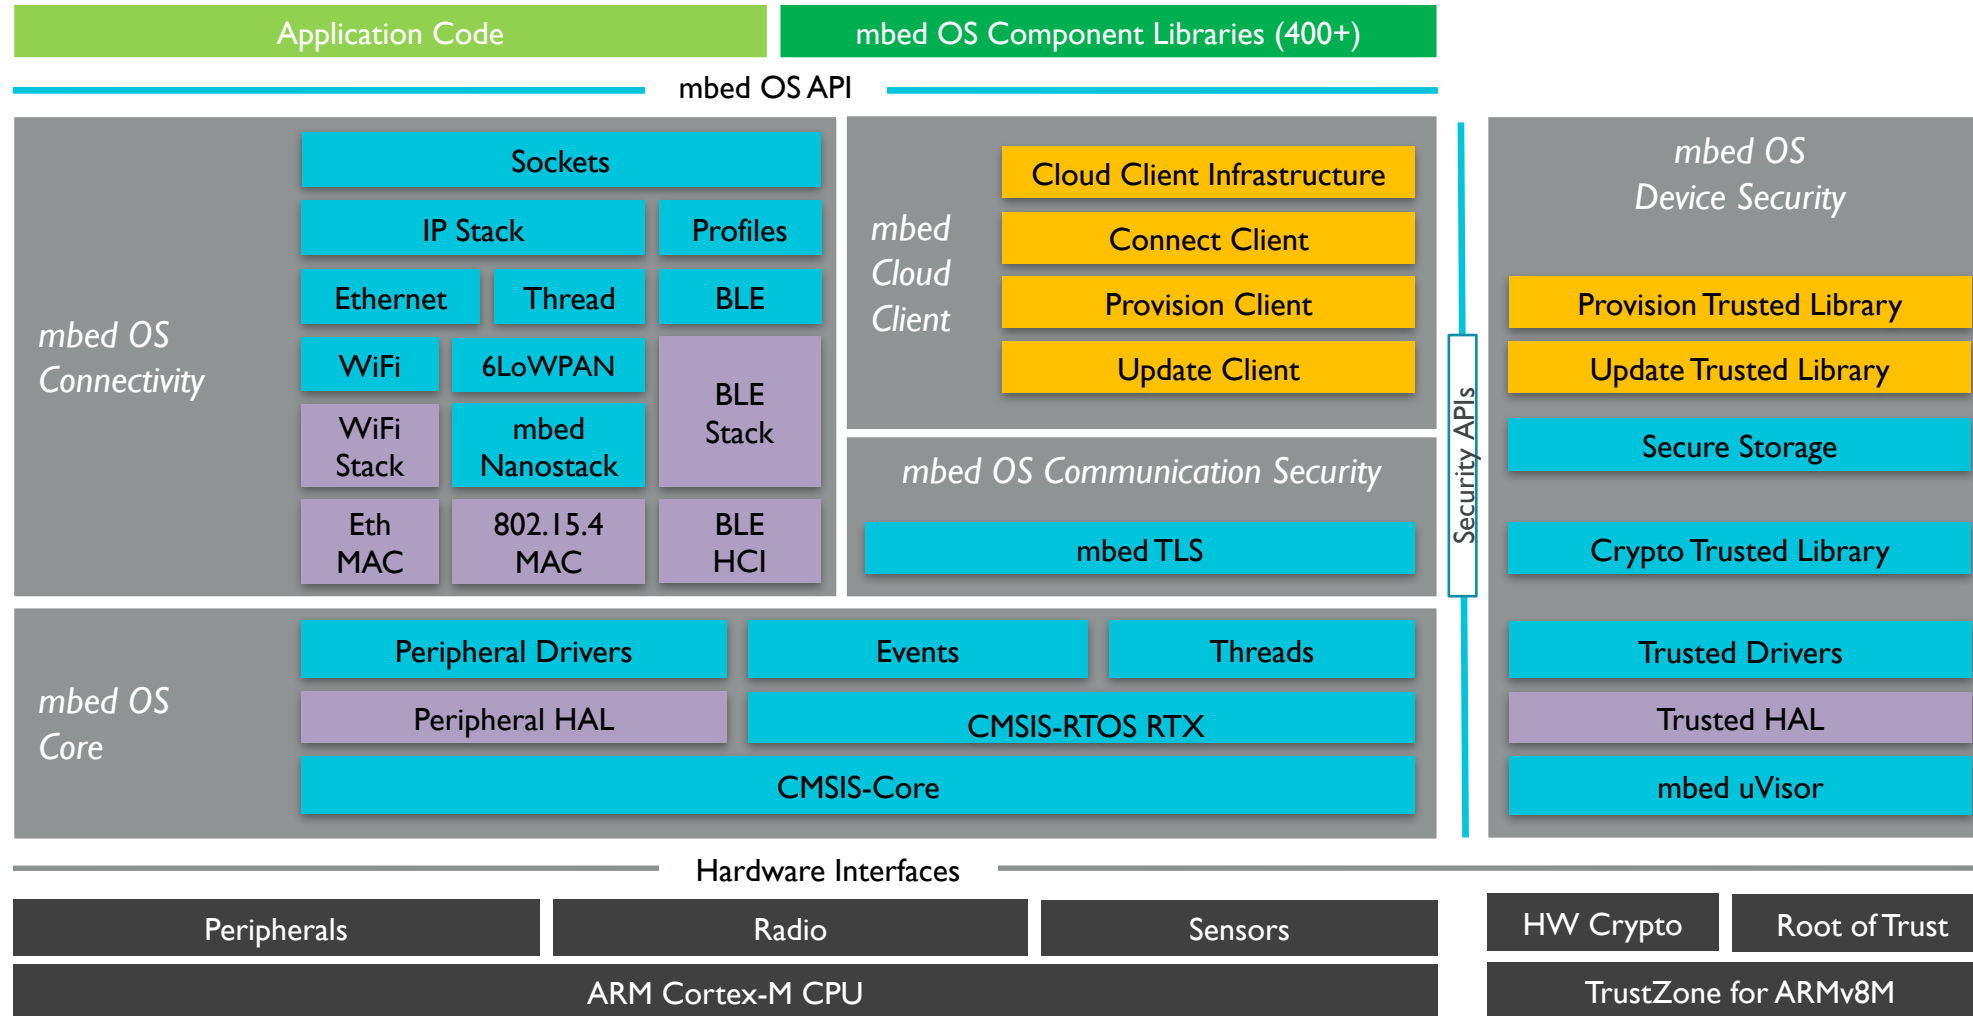 Application Code
mbed OS Component Libraries (400+)
mbed OS API
mbed OS
Connectivity
Sockets
IP Stack
Profiles
Ethernet
Thread
BLE
WiFi
6LoWPAN
BLE
Stack
WiFi
Stack
mbed
Nanostack
Eth
MAC
802.15.4
MAC
BLE
HCI
mbed
Cloud
Client
Cloud Client Infrastructure
Connect Client
Provision Client
Update Client
mbed OS Communication Security
mbed TLS
Security APIs
mbed OS
Device Security
Provision Trusted Library
Update Trusted Library
Secure Storage
Crypto Trusted Library
Trusted Drivers
Trusted HAL
mbed uVisor
mbed OS
Core
Peripheral Drivers
Events
Threads
Peripheral HAL
CMSIS-RTOS RTX
CMSIS-Core
Hardware Interfaces
Peripherals
Radio
Sensors
HW Crypto
Root of Trust
ARM Cortex-M CPU
TrustZone for ARMv8M